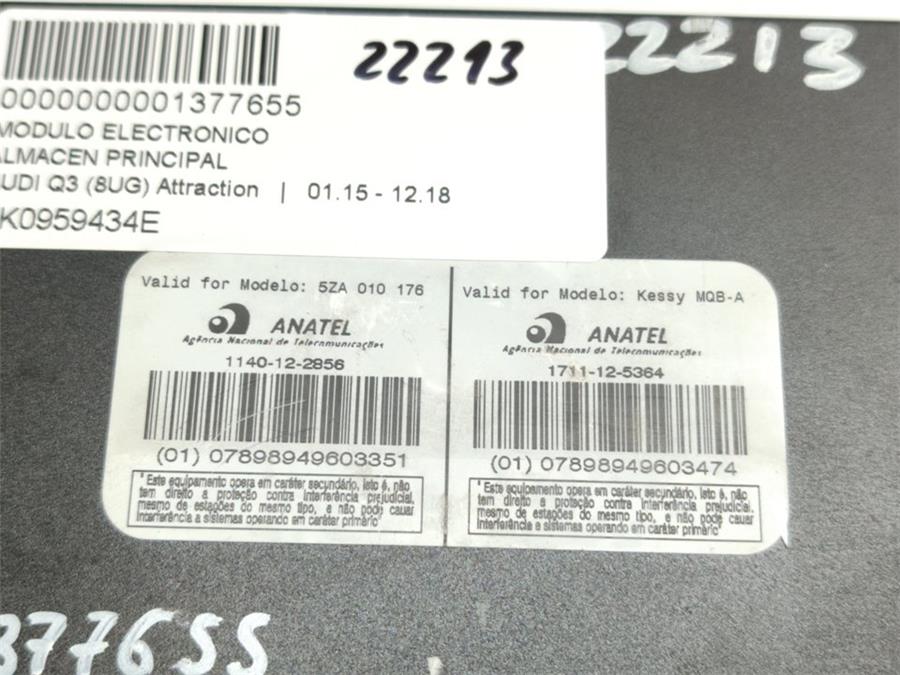 22213
22213
0000000001377655
MODULO ELECTRONICO
ALMACEN PRINCIPAL
UDI Q3 (8UG) Attraction | 01.15 - 12.18
K0959434E
Valid for Modelo: 5ZA 010 176
ANATEL
Agência Nacional de Telecomunicações
1140-12-2856
(01) 07898949603351
"Este equipamento opera em caráter secundário, isto é, não
tem direito a proteção contra interferência prejudicial,
mesmo de estações do mesmo tipo, e não pode causar
interferência a sistemas operando em caráter primário"
Valid for Modelo: Kessy MQB-A
ANATEL
Agência Nacional de Telecomunicações
1711-12-5364
(01) 07898949603474
"Este equipamento opera em caráter secundário, isto é, não
tem direito a proteção contra interferência prejudicial,
mesmo de estações do mesmo tipo, e não pode causar
interferência a sistemas operando em caráter primário"
377655